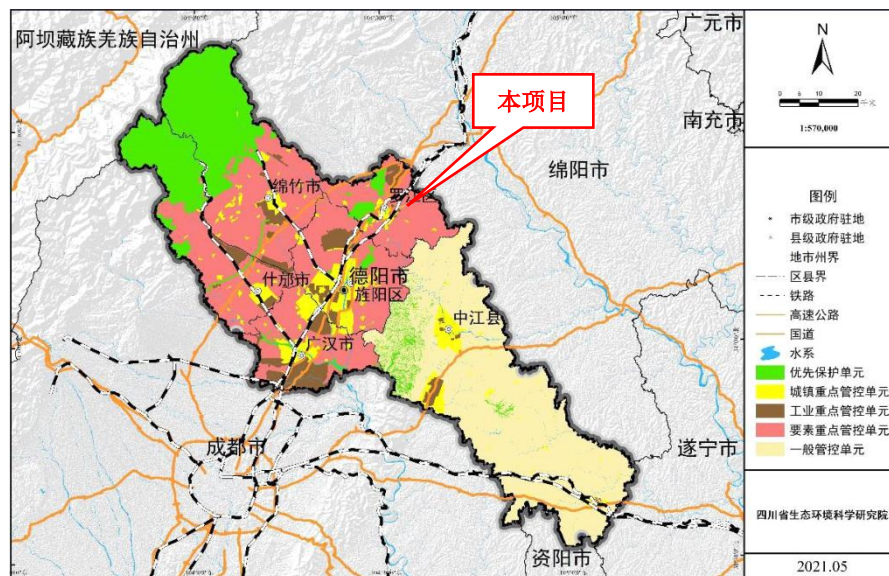 阿坝藏族羌族自治州
广元市
南充市
绵阳市
本项目
绵竹市
什邡市
德阳市
旌阳区
广汉市
中江县
成都市
遂宁市
资阳市
N
0 5 10 20
千米
1:570,000
图例
市级政府驻地
县级政府驻地
地市州界
区县界
铁路
高速公路
国道
水系
优先保护单元
城镇重点管控单元
工业重点管控单元
要素重点管控单元
一般管控单元
四川省生态环境科学研究院
2021.05